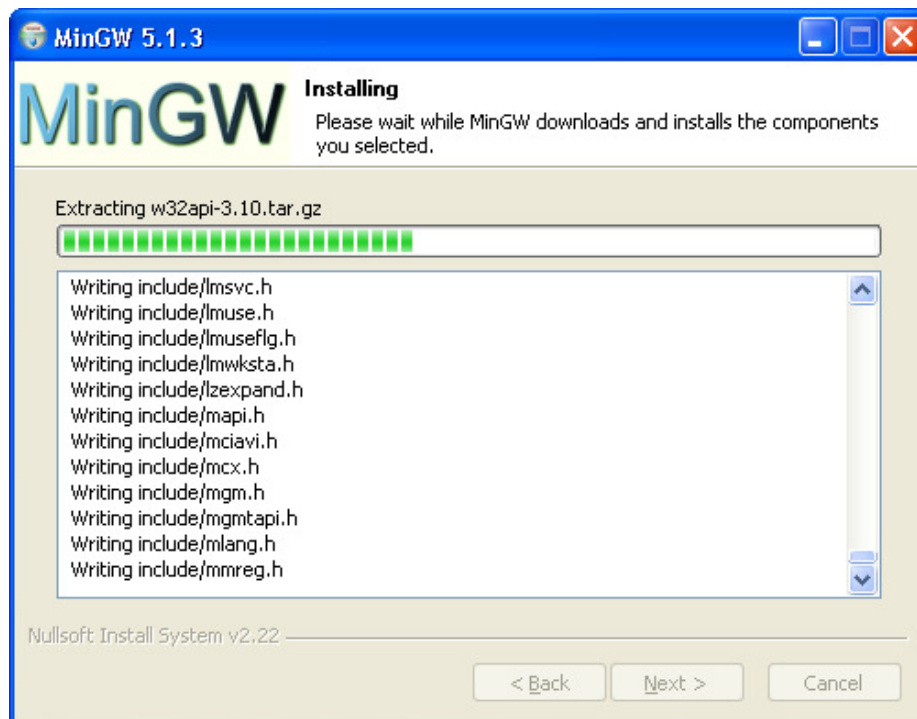 MinGW 5.1.3
MinGW
Installing
Please wait while MinGW downloads and installs the components
you selected.
Extracting w32api-3.10.tar.gz
Writing include/lmsvc.h
Writing include/lmuse.h
Writing include/lmuseflg.h
Writing include/lmwksta.h
Writing include/lzexpand.h
Writing include/mapi.h
Writing include/mciavi.h
Writing include/mcx.h
Writing include/mgm.h
Writing include/mgmtapi.h
Writing include/mlang.h
Writing include/mmreg.h
Nullsoft Install System v2.22
< Back Next > Cancel